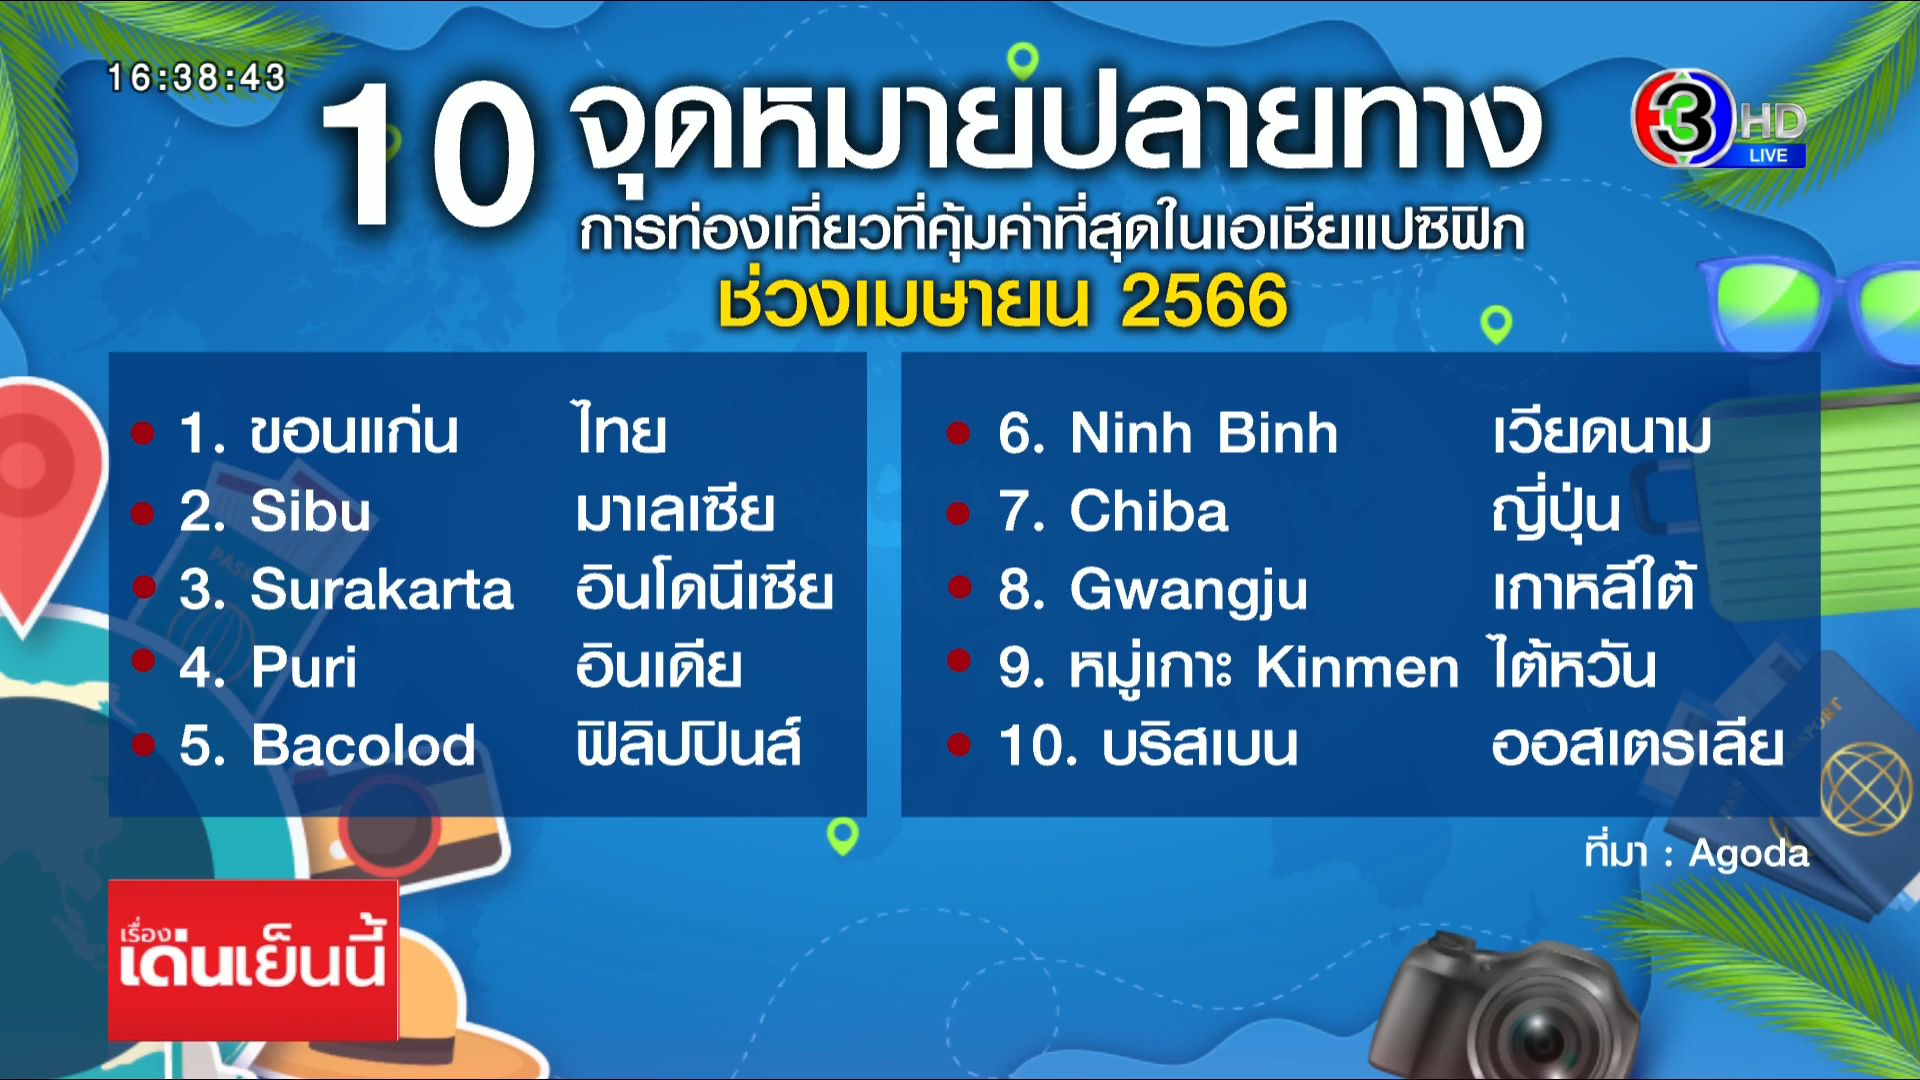 16:38:43
10 จุดหมายปลายทาง
การท่องเที่ยวที่คุ้มค่าที่สุดในเอเชียแปซิฟิก
ช่วงเมษายน 2566
3 HD
LIVE
1. ขอนแก่น ไทย
2. Sibu มาเลเซีย
3. Surakarta อินโดนีเซีย
4. Puri อินเดีย
5. Bacolod ฟิลิปปินส์
6. Ninh Binh เวียดนาม
7. Chiba ญี่ปุ่น
8. Gwangju เกาหลีใต้
9. หมู่เกาะ Kinmen ไต้หวัน
10. บริสเบน ออสเตรเลีย
ที่มา : Agoda
เรื่อง
เด่นเย็นนี้